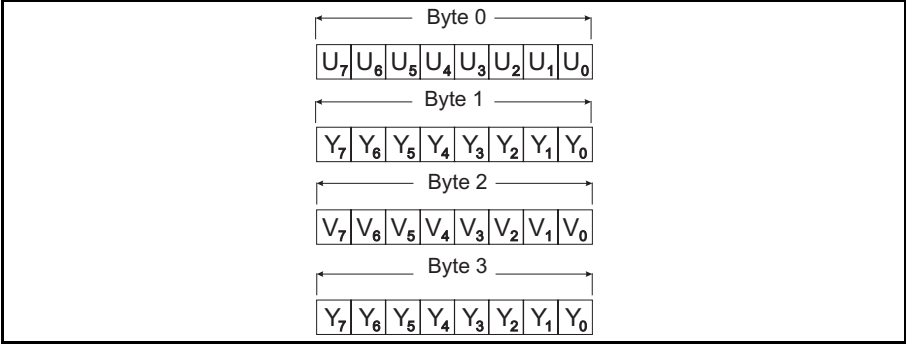 Byte 0
U₇ U₆ U₅ U₄ U₃ U₂ U₁ U₀
Byte 1
Y₇ Y₆ Y₅ Y₄ Y₃ Y₂ Y₁ Y₀
Byte 2
V₇ V₆ V₅ V₄ V₃ V₂ V₁ V₀
Byte 3
Y₇ Y₆ Y₅ Y₄ Y₃ Y₂ Y₁ Y₀